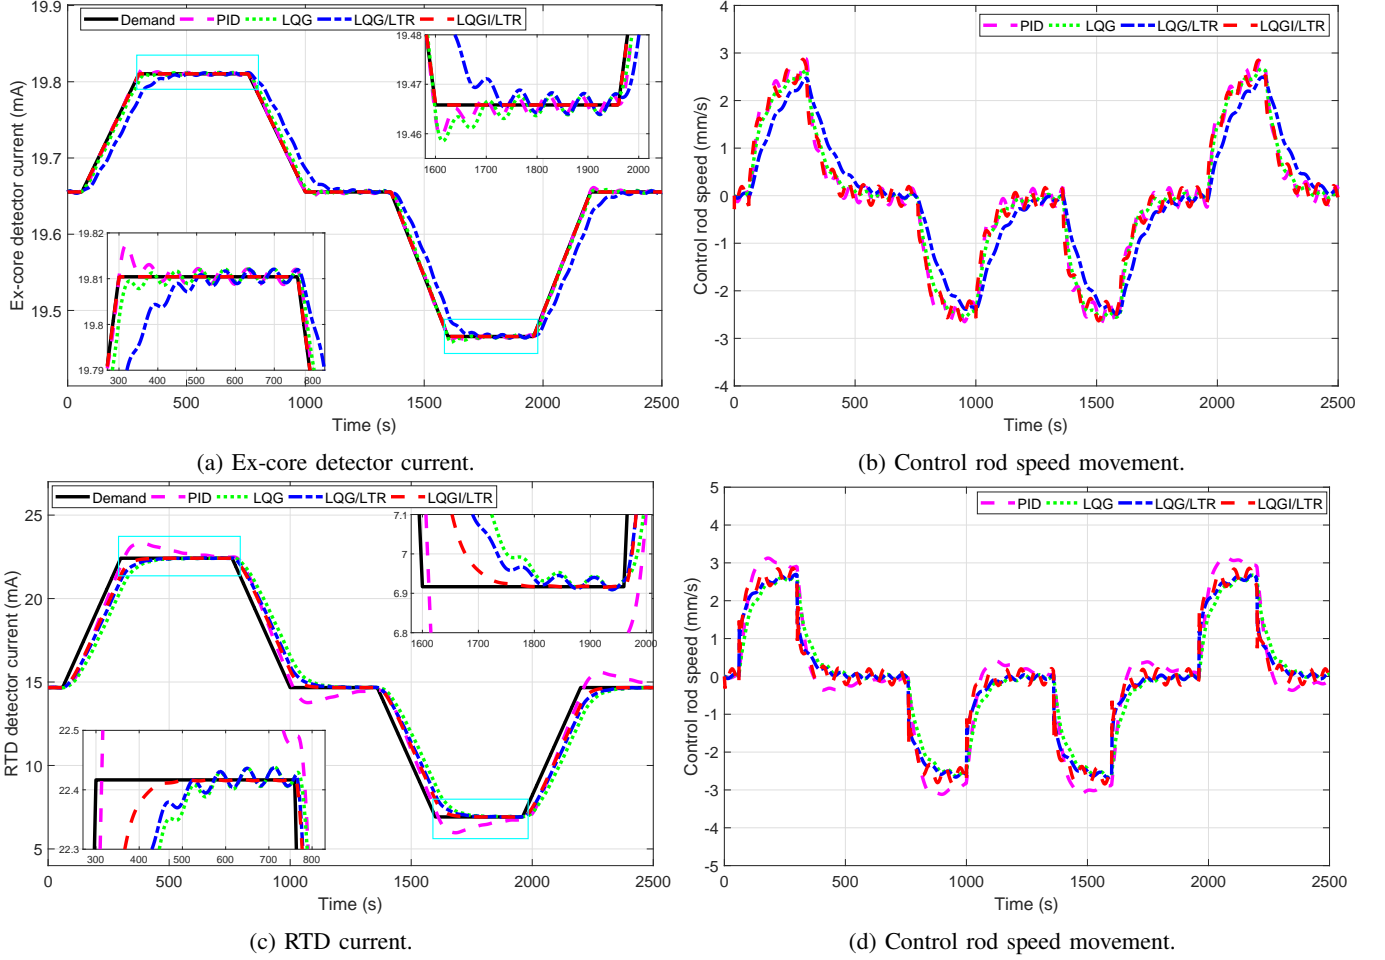 Demand PID LQG LQG/LTR LQGI/LTR
Ex-core detector current (mA)
19.9
19.8
19.7
19.6
19.5
0 500 1000 1500 2000 2500
Time (s)
19.48
19.47
19.46
1600 1700 1800 1900 2000
19.82
19.81
19.8
19.79
300 400 500 600 700 800
(a) Ex-core detector current.
PID LQG LQG/LTR LQGI/LTR
Control rod speed (mm/s)
4
3
2
1
0
-1
-2
-3
-4
0 500 1000 1500 2000 2500
Time (s)
(b) Control rod speed movement.
Demand PID LQG LQG/LTR LQGI/LTR
RTD detector current (mA)
25
20
15
10
5
0 500 1000 1500 2000 2500
Time (s)
7.1
7
6.9
6.8
1600 1700 1800 1900 2000
22.5
22.4
22.3
300 400 500 600 700 800
(c) RTD current.
PID LQG LQG/LTR LQGI/LTR
Control rod speed (mm/s)
5
4
3
2
1
0
-1
-2
-3
-4
-5
0 500 1000 1500 2000 2500
Time (s)
(d) Control rod speed movement.